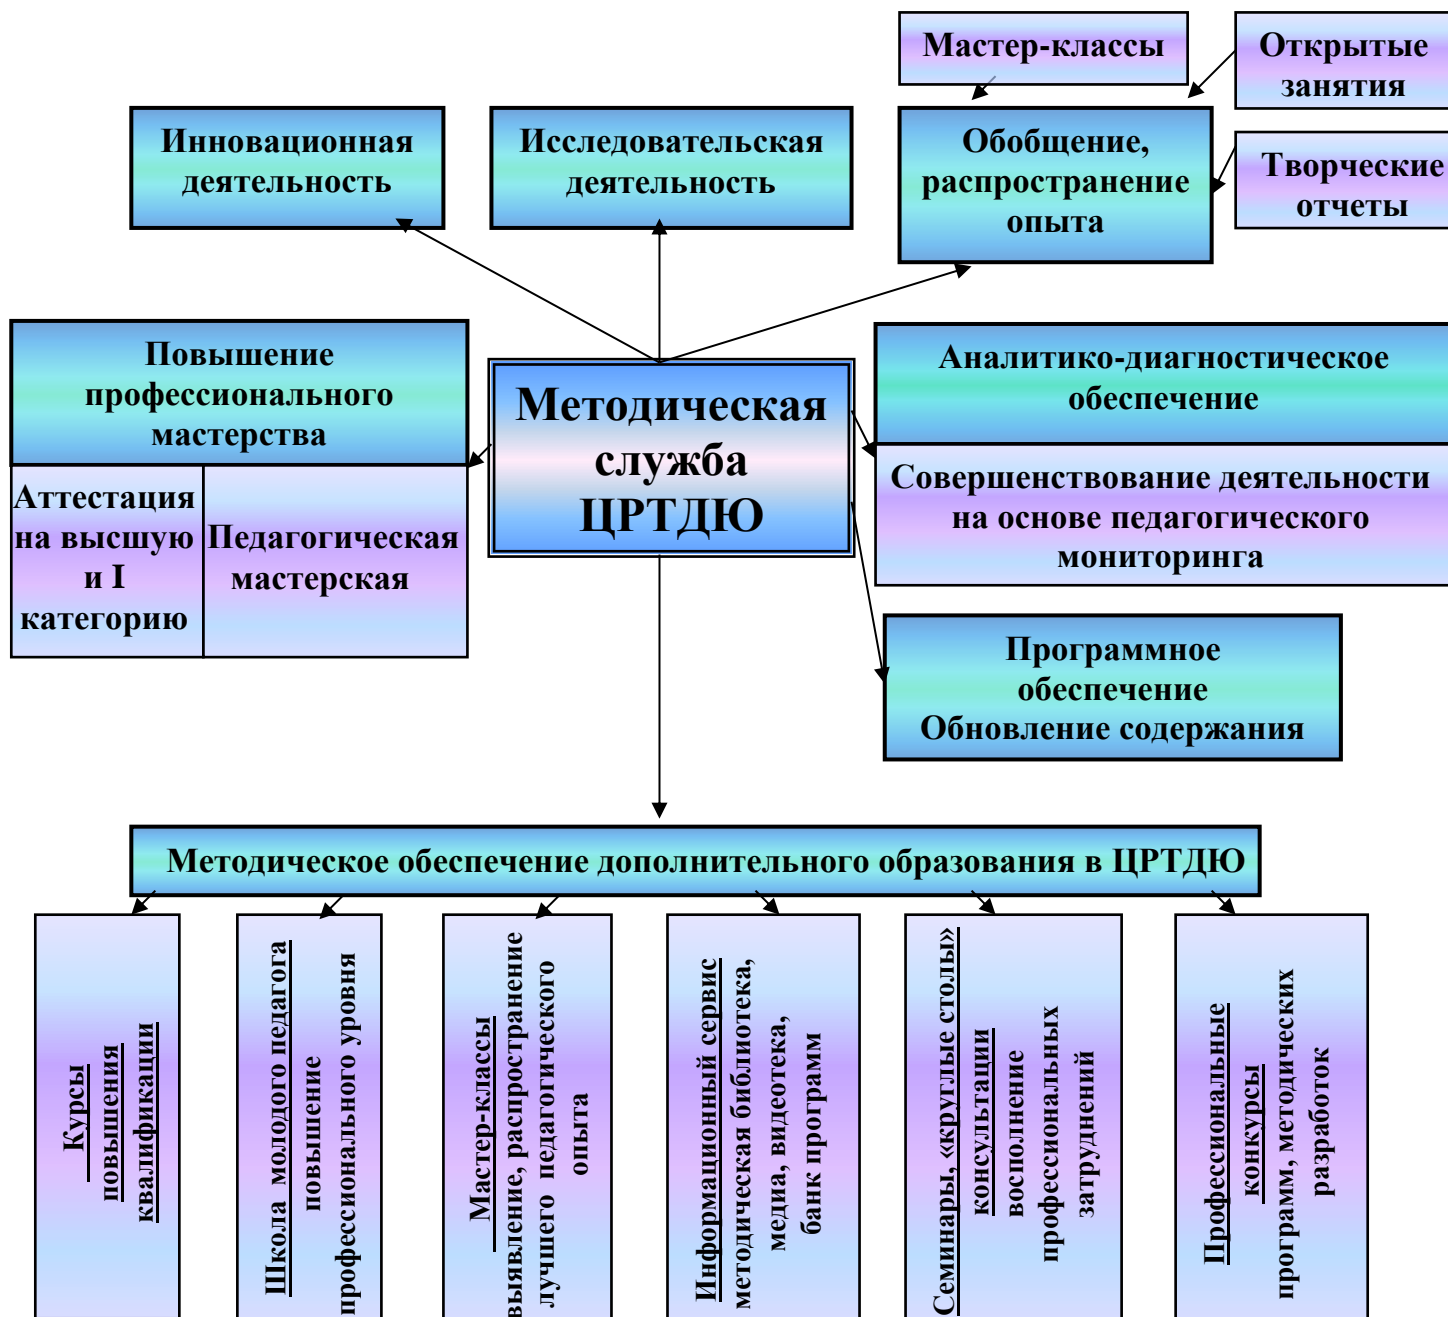 Мастер-классы
Открытые
занятия
Инновационная
деятельность
Исследовательская
деятельность
Обобщение,
распространение
опыта
Творческие
отчеты
Повышение
профессионального
мастерства
Аттестация
на высшую
и I
категорию
Педагогическая
мастерская
Методическая
служба
ЦРТДЮ
Аналитико-диагностическое
обеспечение
Совершенствование деятельности
на основе педагогического
мониторинга
Программное
обеспечение
Обновление содержания
Методическое обеспечение дополнительного образования в ЦРТДЮ
Курсы
повышения
квалификации
Школа молодого педагога
повышение
профессионального уровня
Мастер-классы
выявление, распространение
лучшего педагогического
опыта
Информационный сервис
методическая библиотека,
медиа, видеотека,
банк программ
Семинары, «круглые столы»
консультации
восполнение
профессиональных
затруднений
Профессиональные
конкурсы
программ, методических
разработок